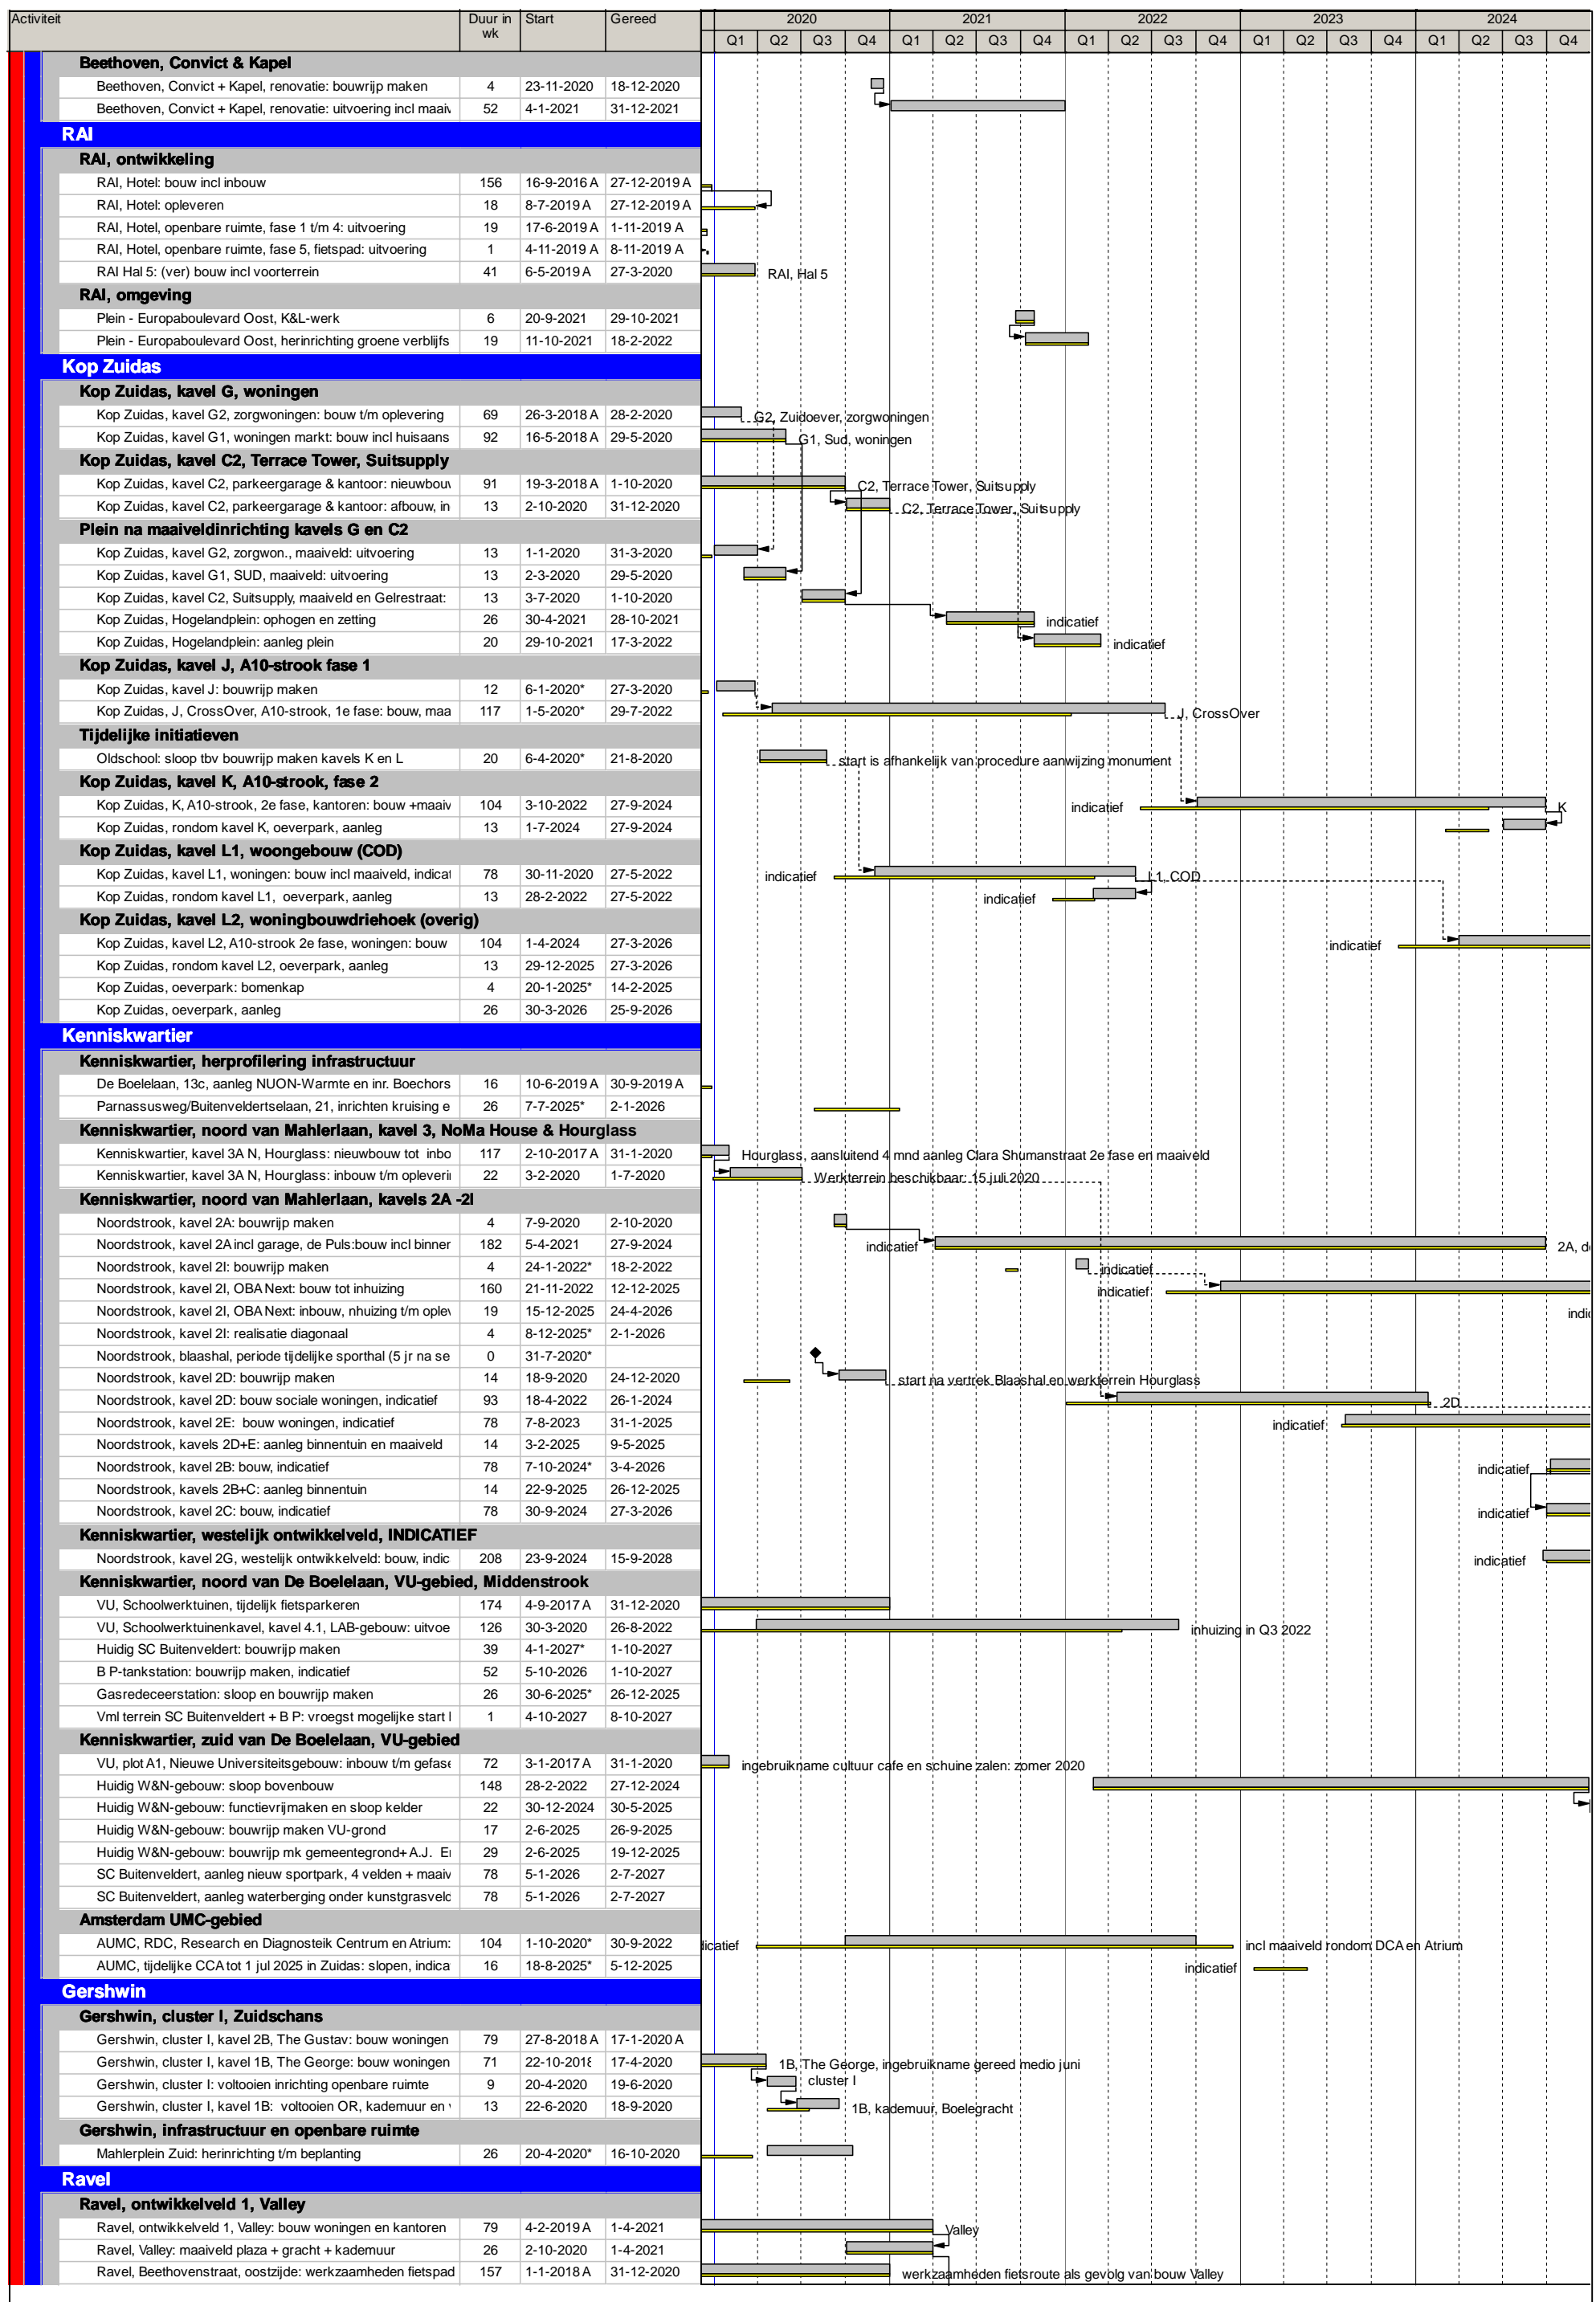 Activiteit Duur in wk Start Gereed 2020 2021 2022 2023 2024
Q1 Q2 Q3 Q4 Q1 Q2 Q3 Q4 Q1 Q2 Q3 Q4 Q1 Q2 Q3 Q4 Q1 Q2 Q3 Q4
Beethoven, Convict & Kapel
Beethoven, Convict + Kapel, renovatie: bouwrijp maken 4 23-11-2020 18-12-2020
Beethoven, Convict + Kapel, renovatie: uitvoering incl maaiv 52 4-1-2021 31-12-2021
RAI
RAI, ontwikkeling
RAI, Hotel: bouw incl inbouw 156 16-9-2016 A 27-12-2019 A
RAI, Hotel: opleveren 18 8-7-2019 A 27-12-2019 A
RAI, Hotel, openbare ruimte, fase 1 t/m 4: uitvoering 19 17-6-2019 A 1-11-2019 A
RAI, Hotel, openbare ruimte, fase 5, fietspad: uitvoering 1 4-11-2019 A 8-11-2019 A
RAI Hal 5: (ver) bouw incl voorterrein 41 6-5-2019 A 27-3-2020 RAI, Hal 5
RAI, omgeving
Plein - Europaboulevard Oost, K&L-werk 6 20-9-2021 29-10-2021
Plein - Europaboulevard Oost, herinrichting groene verblijfs 19 11-10-2021 18-2-2022
Kop Zuidas
Kop Zuidas, kavel G, woningen
Kop Zuidas, kavel G2, zorgwoningen: bouw t/m oplevering 69 26-3-2018 A 28-2-2020 G2, Zuidoever, zorgwoningen
Kop Zuidas, kavel G1, woningen markt: bouw incl huisaans 92 16-5-2018 A 29-5-2020 G1, Sud, woningen
Kop Zuidas, kavel C2, Terrace Tower, Suitsupply
Kop Zuidas, kavel C2, parkeergarage & kantoor: nieuwbouv 91 19-3-2018 A 1-10-2020 C2, Terrace Tower, Suitsupply
Kop Zuidas, kavel C2, parkeergarage & kantoor: afbouw, in 13 2-10-2020 31-12-2020 C2, Terrace Tower, Suitsupply
Plein na maaiveldinrichting kavels G en C2
Kop Zuidas, kavel G2, zorgwon., maaiveld: uitvoering 13 1-1-2020 31-3-2020
Kop Zuidas, kavel G1, SUD, maaiveld: uitvoering 13 2-3-2020 29-5-2020
Kop Zuidas, kavel C2, Suitsupply, maaiveld en Gelrestraat: 13 3-7-2020 1-10-2020
Kop Zuidas, Hogelandplein: ophogen en zetting 26 30-4-2021 28-10-2021 indicatief
Kop Zuidas, Hogelandplein: aanleg plein 20 29-10-2021 17-3-2022 indicatief
Kop Zuidas, kavel J, A10-strook fase 1
Kop Zuidas, kavel J: bouwrijp maken 12 6-1-2020* 27-3-2020
Kop Zuidas, J, CrossOver, A10-strook, 1e fase: bouw, maa 117 1-5-2020* 29-7-2022 J, CrossOver
Tijdelijke initiatieven
Oldschool: sloop tbv bouwrijp maken kavels K en L 20 6-4-2020* 21-8-2020 start is afhankelijk van procedure aanwijzing monument
Kop Zuidas, kavel K, A10-strook, fase 2
Kop Zuidas, K, A10-strook, 2e fase, kantoren: bouw +maaiv 104 3-10-2022 27-9-2024 indicatief K
Kop Zuidas, rondom kavel K, oeverpark, aanleg 13 1-7-2024 27-9-2024
Kop Zuidas, kavel L1, woongebouw (COD)
Kop Zuidas, kavel L1, woningen: bouw incl maaiveld, indicat 78 30-11-2020 27-5-2022 indicatief L1, COD
Kop Zuidas, rondom kavel L1, oeverpark, aanleg 13 28-2-2022 27-5-2022 indicatief
Kop Zuidas, kavel L2, woningbouwdriehoek (overig)
Kop Zuidas, kavel L2, A10-strook 2e fase, woningen: bouw 104 1-4-2024 27-3-2026 indicatief
Kop Zuidas, rondom kavel L2, oeverpark, aanleg 13 29-12-2025 27-3-2026
Kop Zuidas, oeverpark: bomenkap 4 20-1-2025* 14-2-2025
Kop Zuidas, oeverpark, aanleg 26 30-3-2026 25-9-2026
Kenniskwartier
Kenniskwartier, herprofilering infrastructuur
De Boelelaan, 13c, aanleg NUON-Warmte en inr. Boechors 16 10-6-2019 A 30-9-2019 A
Parnassusweg/Buitenveldertselaan, 21, inrichten kruising e 26 7-7-2025* 2-1-2026
Kenniskwartier, noord van Mahlerlaan, kavel 3, NoMa House & Hourglass
Kenniskwartier, kavel 3A N, Hourglass: nieuwbouw tot inbo 117 2-10-2017 A 31-1-2020 Hourglass, aansluitend 4 mnd aanleg Clara Shumanstraat 2e fase en maaiveld
Kenniskwartier, kavel 3A N, Hourglass: inbouw t/m opleveri 22 3-2-2020 1-7-2020 Werkterrein beschikbaar: 15 juli 2020
Kenniskwartier, noord van Mahlerlaan, kavels 2A -2I
Noordstrook, kavel 2A: bouwrijp maken 4 7-9-2020 2-10-2020
Noordstrook, kavel 2A incl garage, de Puls:bouw incl binner 182 5-4-2021 27-9-2024 indicatief 2A, d
Noordstrook, kavel 2I: bouwrijp maken 4 24-1-2022* 18-2-2022 indicatief
Noordstrook, kavel 2I, OBA Next: bouw tot inhuizing 160 21-11-2022 12-12-2025 indicatief
Noordstrook, kavel 2I, OBA Next: inbouw, nhuizing t/m oplev 19 15-12-2025 24-4-2026 indic
Noordstrook, kavel 2I: realisatie diagonaal 4 8-12-2025* 2-1-2026
Noordstrook, blaashal, periode tijdelijke sporthal (5 jr na se 0 31-7-2020*
Noordstrook, kavel 2D: bouwrijp maken 14 18-9-2020 24-12-2020 start na vertrek Blaashal en werkterrein Hourglass
Noordstrook, kavel 2D: bouw sociale woningen, indicatief 93 18-4-2022 26-1-2024 2D
Noordstrook, kavel 2E: bouw woningen, indicatief 78 7-8-2023 31-1-2025 indicatief
Noordstrook, kavels 2D+E: aanleg binnentuin en maaiveld 14 3-2-2025 9-5-2025
Noordstrook, kavel 2B: bouw, indicatief 78 7-10-2024* 3-4-2026 indicatief
Noordstrook, kavels 2B+C: aanleg binnentuin 14 22-9-2025 26-12-2025
Noordstrook, kavel 2C: bouw, indicatief 78 30-9-2024 27-3-2026 indicatief
Kenniskwartier, westelijk ontwikkelveld, INDICATIEF
Noordstrook, kavel 2G, westelijk ontwikkelveld: bouw, indic 208 23-9-2024 15-9-2028 indicatief
Kenniskwartier, noord van De Boelelaan, VU-gebied, Middenstrook
VU, Schoolwerktuinen, tijdelijk fietsparkeren 174 4-9-2017 A 31-12-2020
VU, Schoolwerktuinenkavel, kavel 4.1, LAB-gebouw: uitvoe 126 30-3-2020 26-8-2022 inhuizing in Q3 2022
Huidig SC Buitenveldert: bouwrijp maken 39 4-1-2027* 1-10-2027
B P-tankstation: bouwrijp maken, indicatief 52 5-10-2026 1-10-2027
Gasredeceerstation: sloop en bouwrijp maken 26 30-6-2025* 26-12-2025
Vml terrein SC Buitenveldert + B P: vroegst mogelijke start l 1 4-10-2027 8-10-2027
Kenniskwartier, zuid van De Boelelaan, VU-gebied
VU, plot A1, Nieuwe Universiteitsgebouw: inbouw t/m gefase 72 3-1-2017 A 31-1-2020 ingebruikname cultuur cafe en schuine zalen: zomer 2020
Huidig W&N-gebouw: sloop bovenbouw 148 28-2-2022 27-12-2024
Huidig W&N-gebouw: functievrijmaken en sloop kelder 22 30-12-2024 30-5-2025
Huidig W&N-gebouw: bouwrijp maken VU-grond 17 2-6-2025 26-9-2025
Huidig W&N-gebouw: bouwrijp mk gemeentegrond+ A.J. Er 29 2-6-2025 19-12-2025
SC Buitenveldert, aanleg nieuw sportpark, 4 velden + maaiv 78 5-1-2026 2-7-2027
SC Buitenveldert, aanleg waterberging onder kunstgrasveld 78 5-1-2026 2-7-2027
Amsterdam UMC-gebied
AUMC, RDC, Research en Diagnosteik Centrum en Atrium: 104 1-10-2020* 30-9-2022 dicatief incl maaiveld rondom DCA en Atrium
AUMC, tijdelijke CCA tot 1 jul 2025 in Zuidas: slopen, indica 16 18-8-2025* 5-12-2025 indicatief
Gershwin
Gershwin, cluster I, Zuidschans
Gershwin, cluster I, kavel 2B, The Gustav: bouw woningen 79 27-8-2018 A 17-1-2020 A
Gershwin, cluster I, kavel 1B, The George: bouw woningen 71 22-10-2018 17-4-2020 1B, The George, ingebruikname gereed medio juni
Gershwin, cluster I: voltooien inrichting openbare ruimte 9 20-4-2020 19-6-2020 cluster I
Gershwin, cluster I, kavel 1B: voltooien OR, kademuur en v 13 22-6-2020 18-9-2020 1B, kademuur, Boelegracht
Gershwin, infrastructuur en openbare ruimte
Mahlerplein Zuid: herinrichting t/m beplanting 26 20-4-2020* 16-10-2020
Ravel
Ravel, ontwikkelveld 1, Valley
Ravel, ontwikkelveld 1, Valley: bouw woningen en kantoren 79 4-2-2019 A 1-4-2021 Valley
Ravel, Valley: maaiveld plaza + gracht + kademuur 26 2-10-2020 1-4-2021
Ravel, Beethovenstraat, oostzijde: werkzaamheden fietspad 157 1-1-2018 A 31-12-2020 werkzaamheden fietsroute als gevolg van bouw Valley